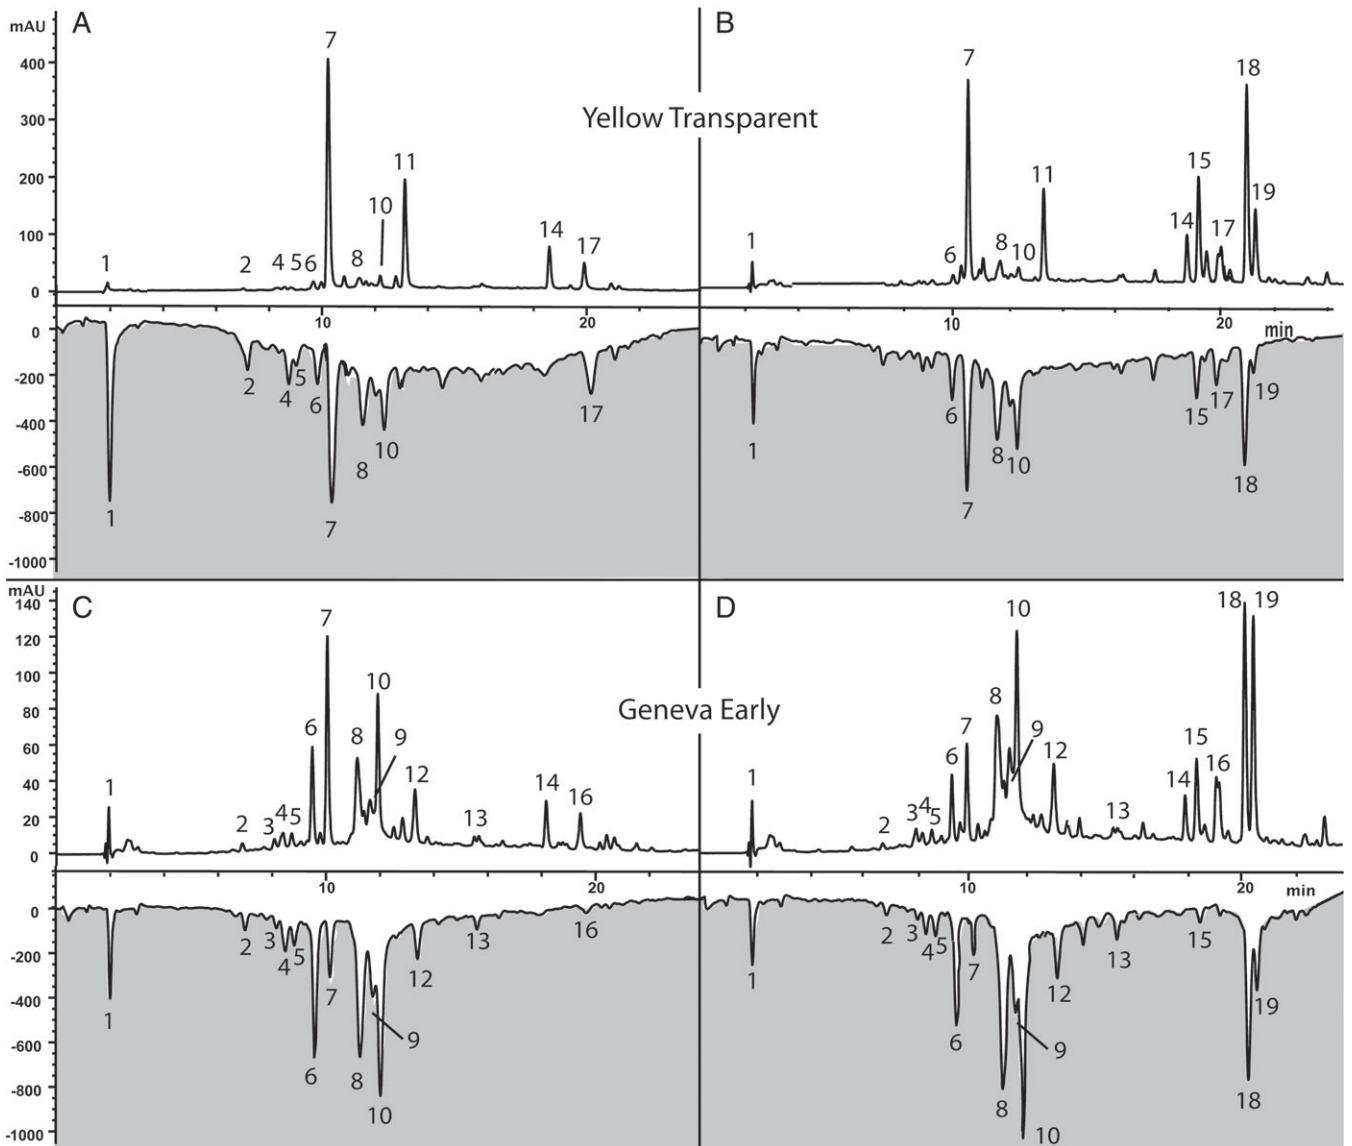 mAU A B
7 7 18
400
300 Yellow Transparent
200 11 15
10 11 19
100 14 17 14 17
1 2 4 5 6 8 1 6 8 10
0
10 20 10 20 min
0
-200 2 4 5 6 17 6 15 17 19
-400 8 10 1 8 10
-600 18
-800 1 7 7
-1000
mAU C D
140 18 19
120 7 10
100 10
80 Geneva Early 8
60 6 8 9 6 7 9 12 15 16
40 1 12 14 16 1 14
20 2 3 4 5 13 2 3 4 5 13
0
10 20 10 20 min
0
-200 2 3 4 5 13 16 2 3 4 5 7 13 15
-400 1 7 12 1 12 19
-600 9 9
-800 6 8 6
-1000 10 8 10 18